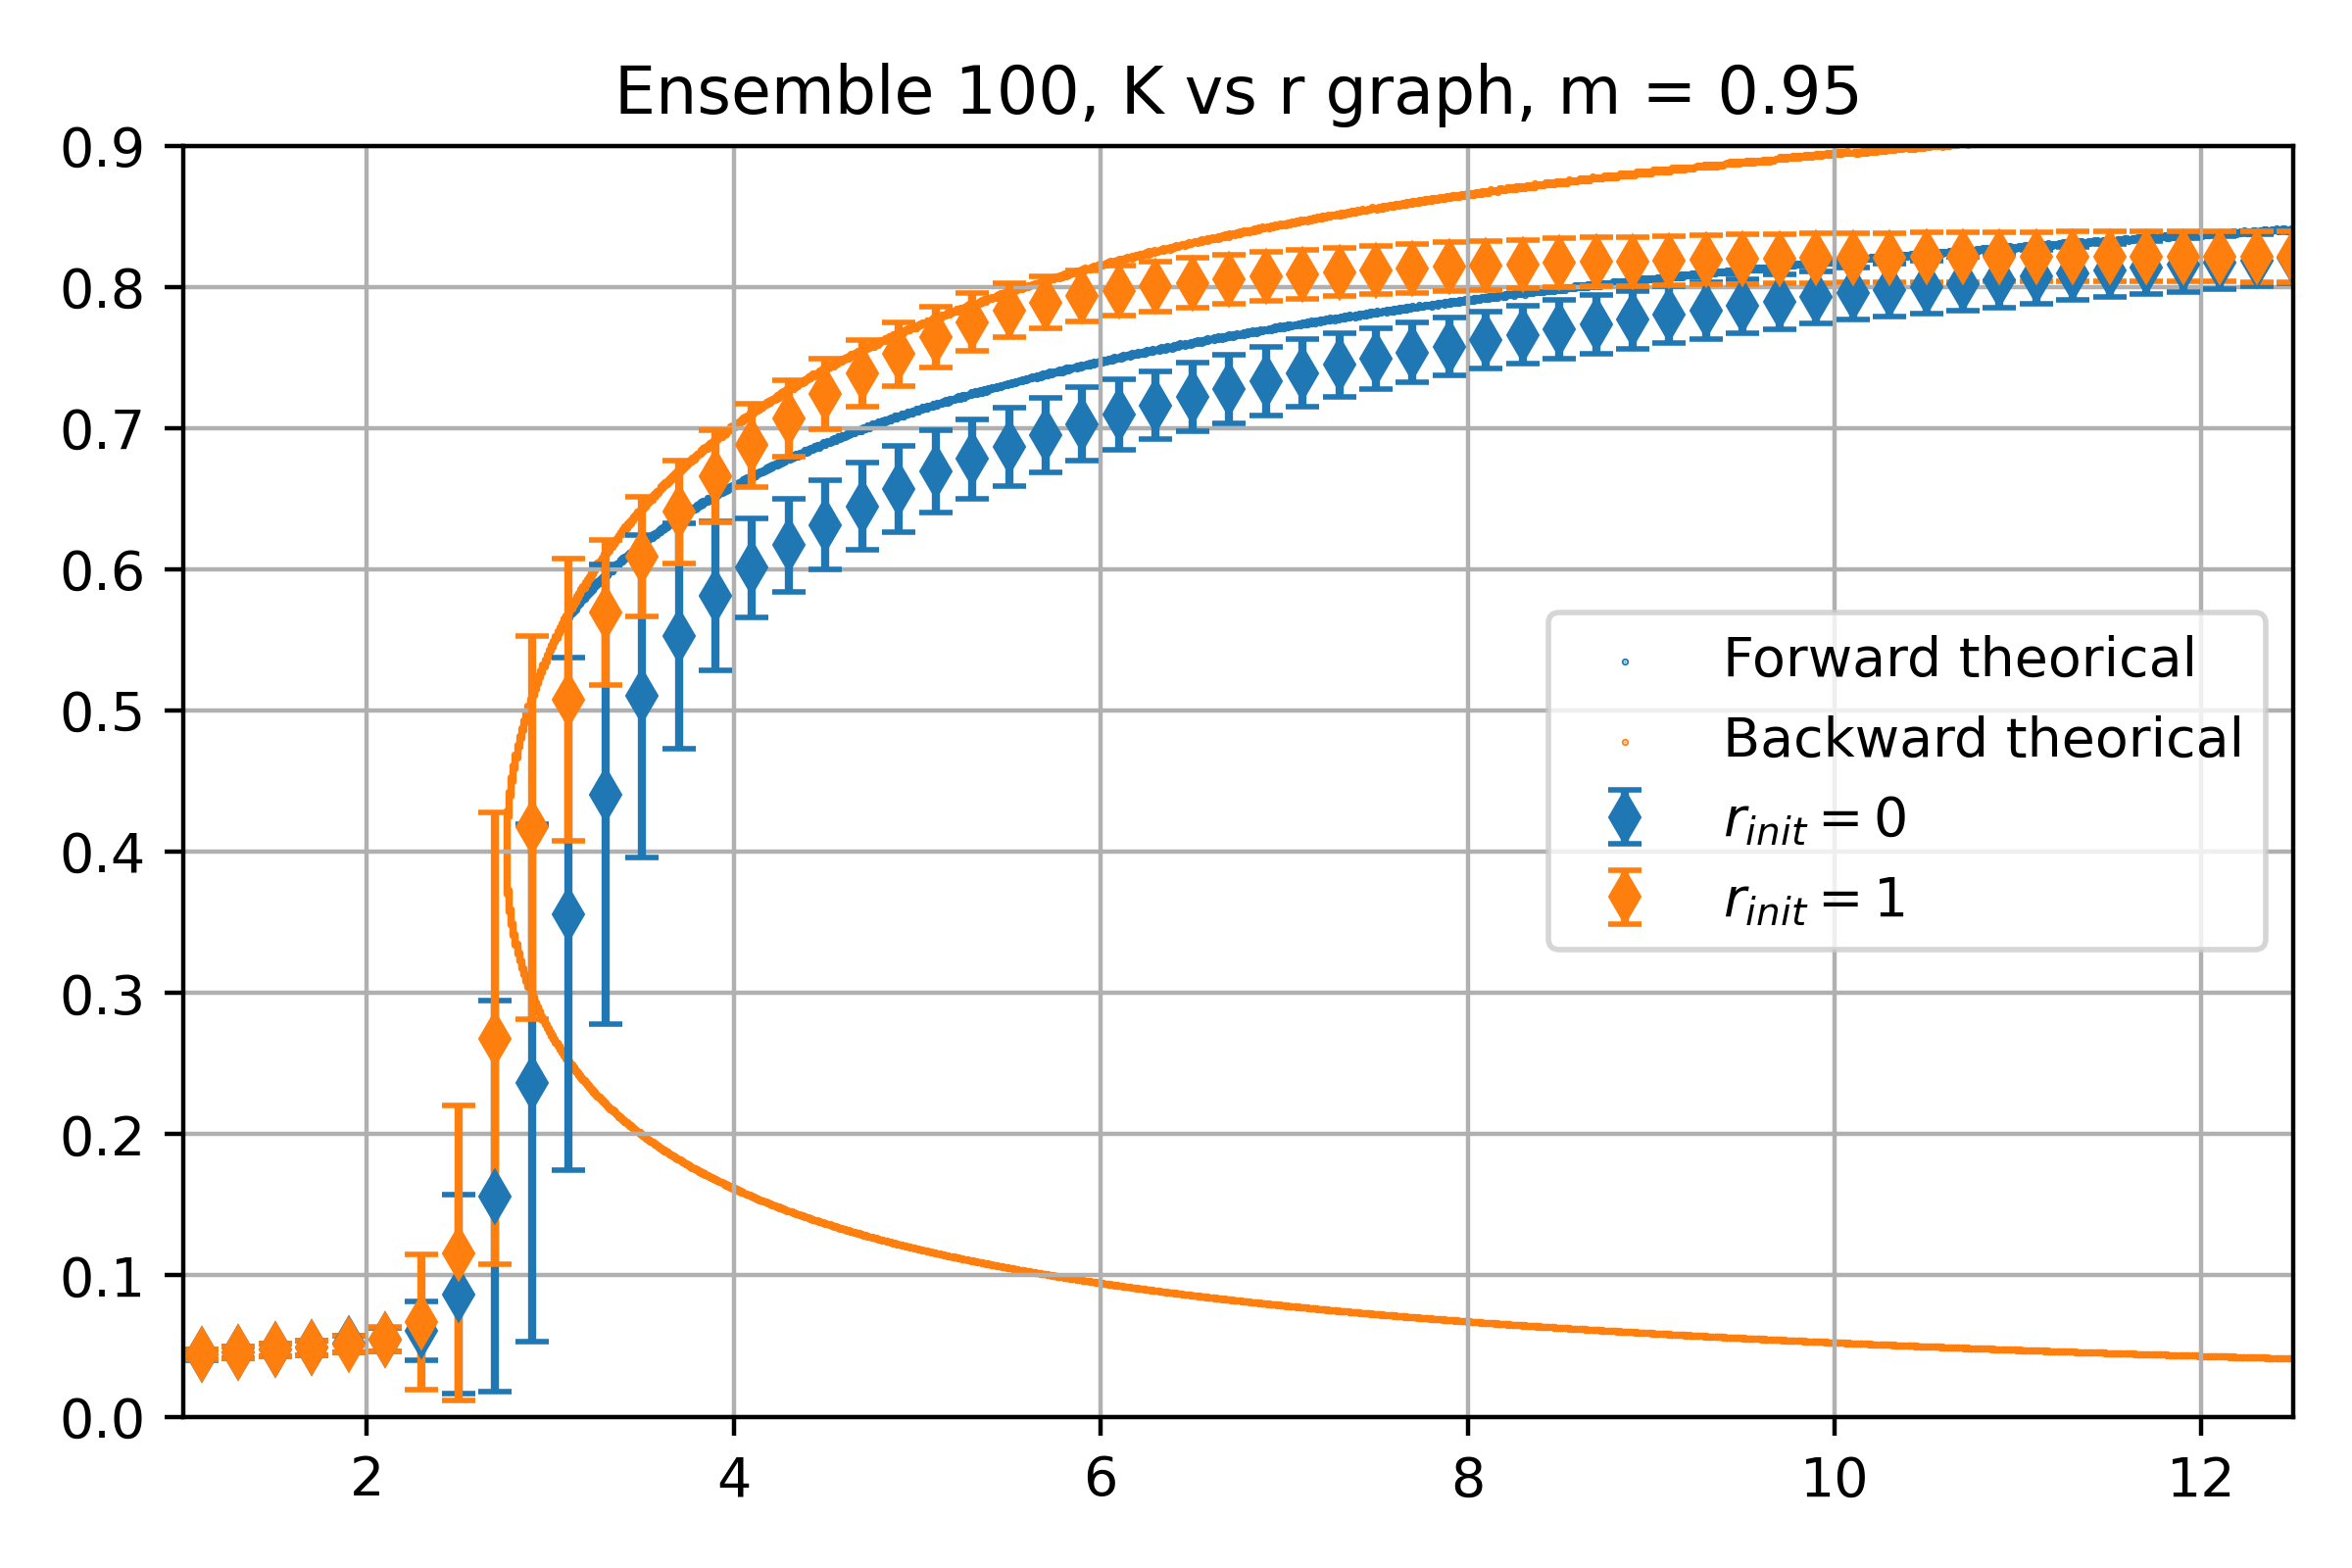 Ensemble 100, K vs r graph, m = 0.95
0.9
0.8
0.7
0.6
0.5
0.4
0.3
0.2
0.1
0.0
Forward theorical
Backward theorical
r_init = 0
r_init = 1
2 4 6 8 10 12